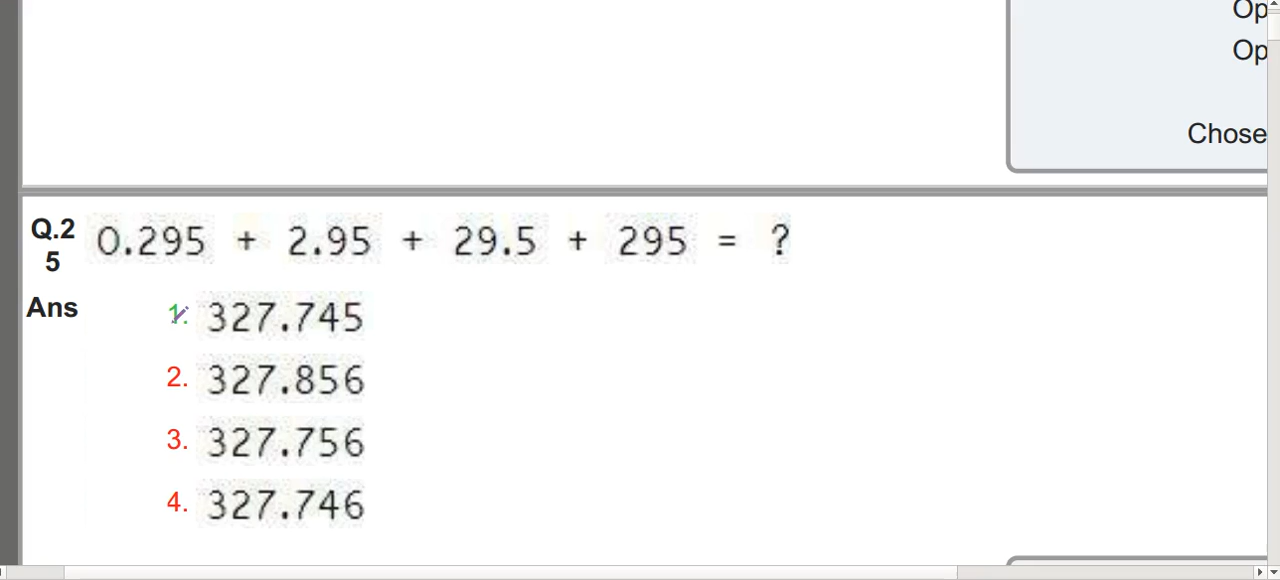 Op
Op
Chose
Q.2
5
0.295 + 2.95 + 29.5 + 295 = ?
Ans
1. 327.745
2. 327.856
3. 327.756
4. 327.746